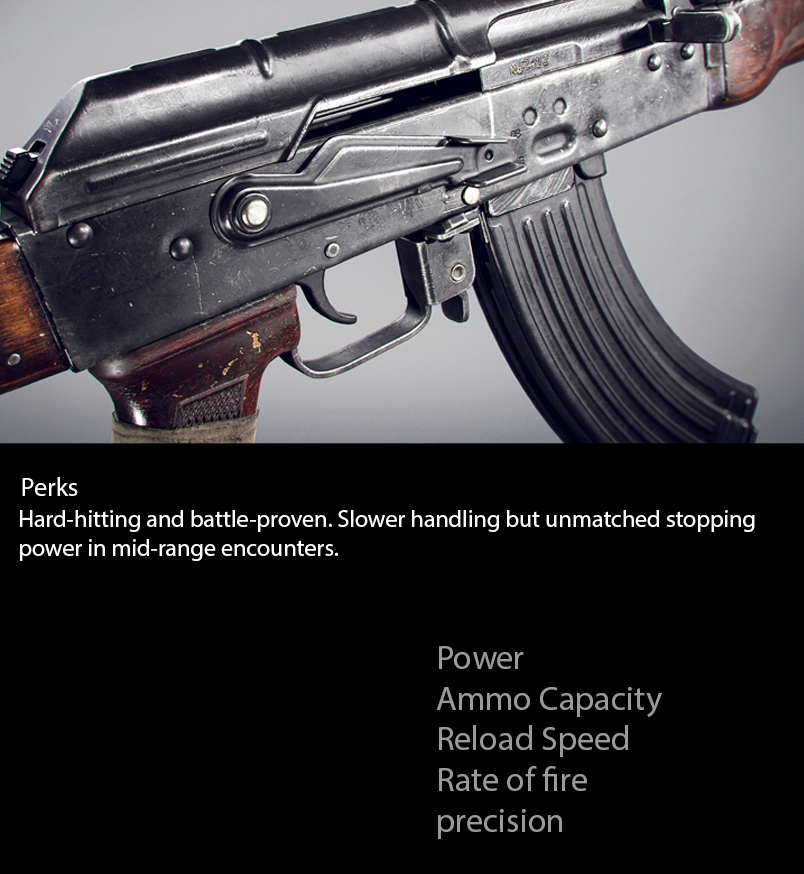 Perks
Hard-hitting and battle-proven. Slower handling but unmatched stopping
power in mid-range encounters.
Power
Ammo Capacity
Reload Speed
Rate of fire
precision